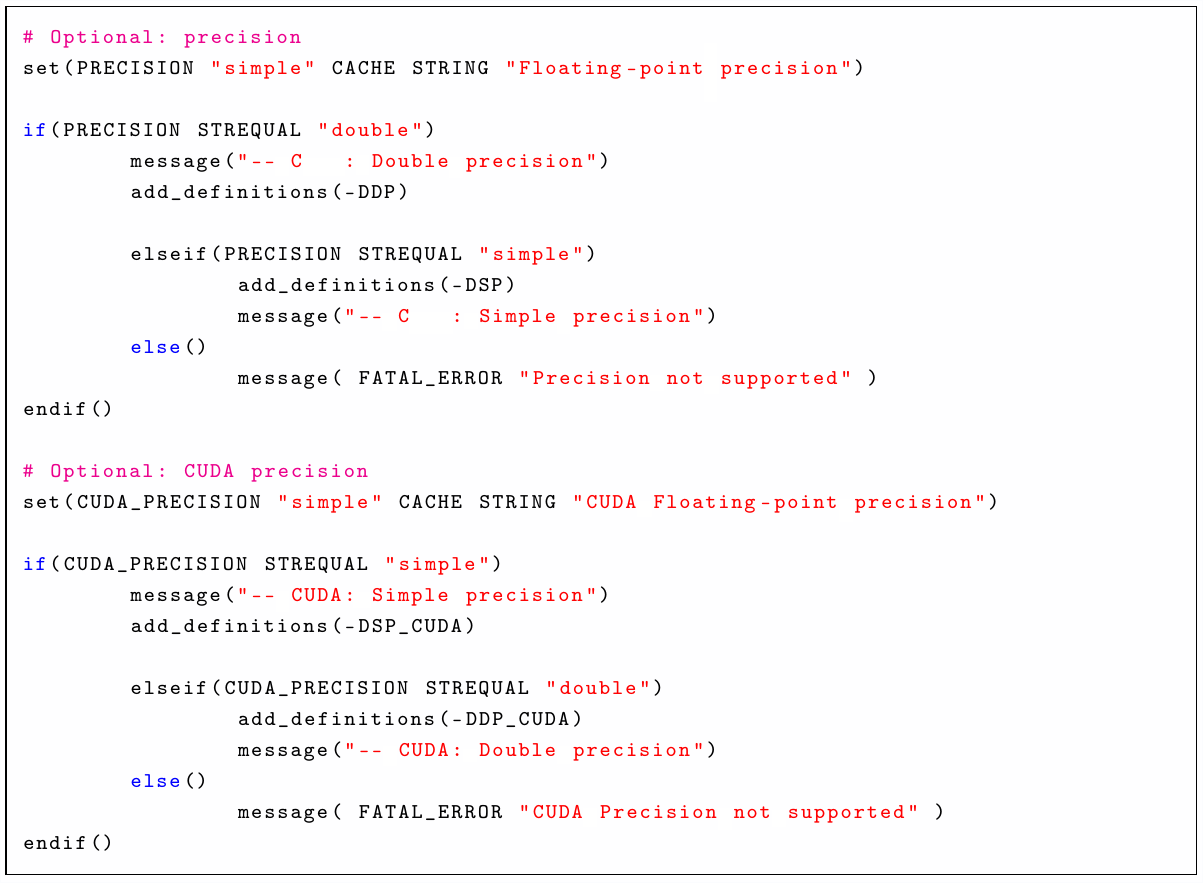 # Optional: precision
set(PRECISION "simple" CACHE STRING "Floating-point precision")

if(PRECISION STREQUAL "double")
        message("-- C   : Double precision")
        add_definitions(-DDP)

        elseif(PRECISION STREQUAL "simple")
                add_definitions(-DSP)
                message("-- C   : Simple precision")
        else()
                message( FATAL_ERROR "Precision not supported" )
endif()

# Optional: CUDA precision
set(CUDA_PRECISION "simple" CACHE STRING "CUDA Floating-point precision")

if(CUDA_PRECISION STREQUAL "simple")
        message("-- CUDA: Simple precision")
        add_definitions(-DSP_CUDA)

        elseif(CUDA_PRECISION STREQUAL "double")
                add_definitions(-DDP_CUDA)
                message("-- CUDA: Double precision")
        else()
                message( FATAL_ERROR "CUDA Precision not supported" )
endif()